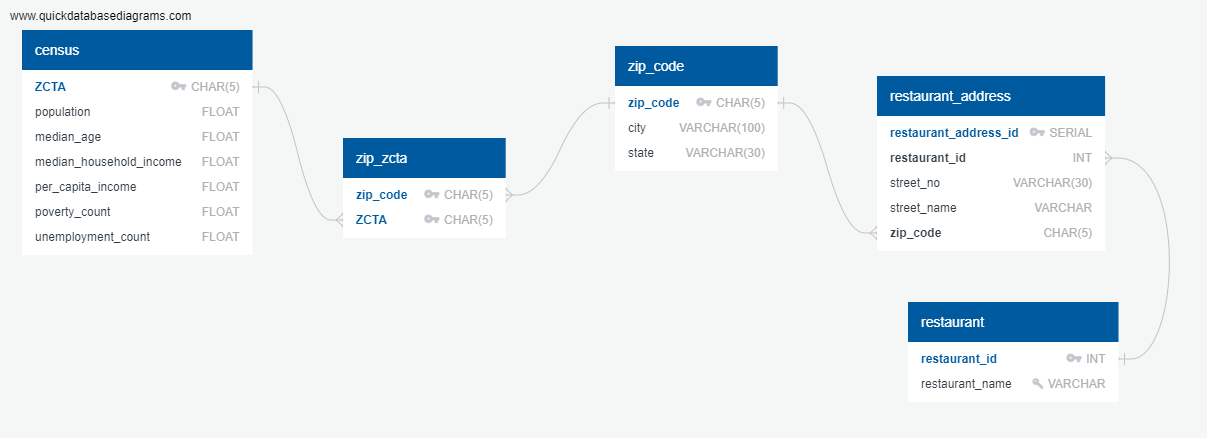 www.quickdatabasediagrams.com
census
ZCTA CHAR(5)
population FLOAT
median_age FLOAT
median_household_income FLOAT
per_capita_income FLOAT
poverty_count FLOAT
unemployment_count FLOAT
zip_zcta
zip_code CHAR(5)
ZCTA CHAR(5)
zip_code
zip_code CHAR(5)
city VARCHAR(100)
state VARCHAR(30)
restaurant_address
restaurant_address_id SERIAL
restaurant_id INT
street_no VARCHAR(30)
street_name VARCHAR
zip_code CHAR(5)
restaurant
restaurant_id INT
restaurant_name VARCHAR